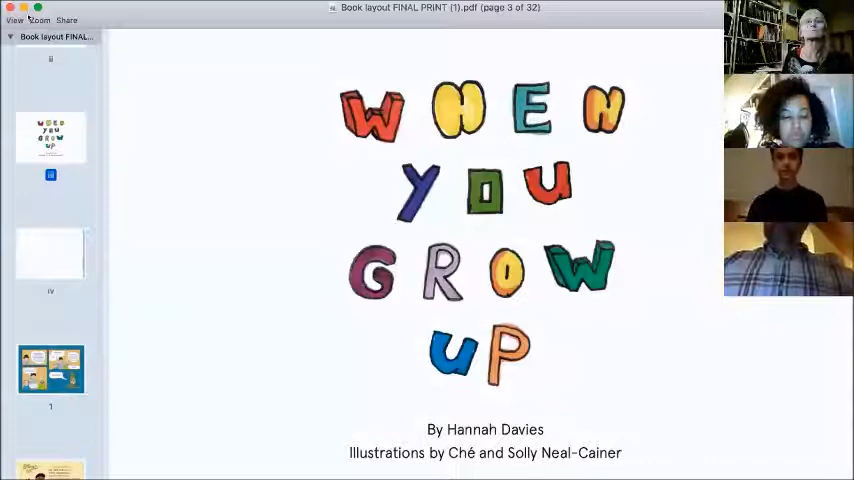 Book layout FINAL PRINT (1).pdf (page 3 of 32)
View Zoom Share
Book layout FINAL...
WHEN
YOU
GROW
UP
iv
1
By Hannah Davies
Illustrations by Ché and Solly Neal-Cainer